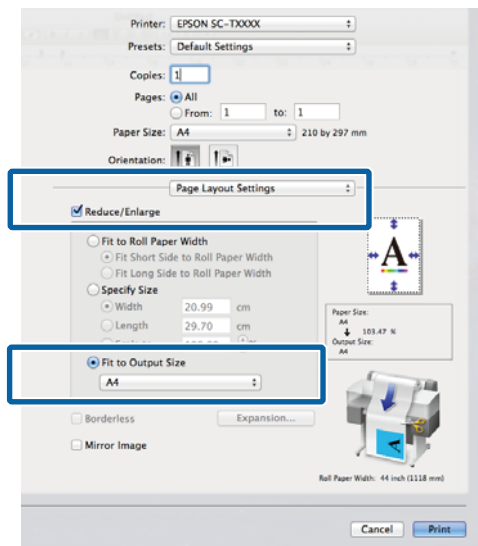 Printer: EPSON SC-TXXXX
Presets: Default Settings
Copies: 1
Pages: All
From: 1 to: 1
Paper Size: A4 210 by 297 mm
Orientation:
Page Layout Settings
Reduce/Enlarge
Fit to Roll Paper Width
Fit Short Side to Roll Paper Width
Fit Long Side to Roll Paper Width
Specify Size
Width 20.99 cm
Length 29.70 cm
Fit to Output Size
A4
Borderless Expansion...
Mirror Image
A
Paper Size:
A4
103.47 %
Output Size:
A4
A
Roll Paper Width: 44 inch (1118 mm)
Cancel Print